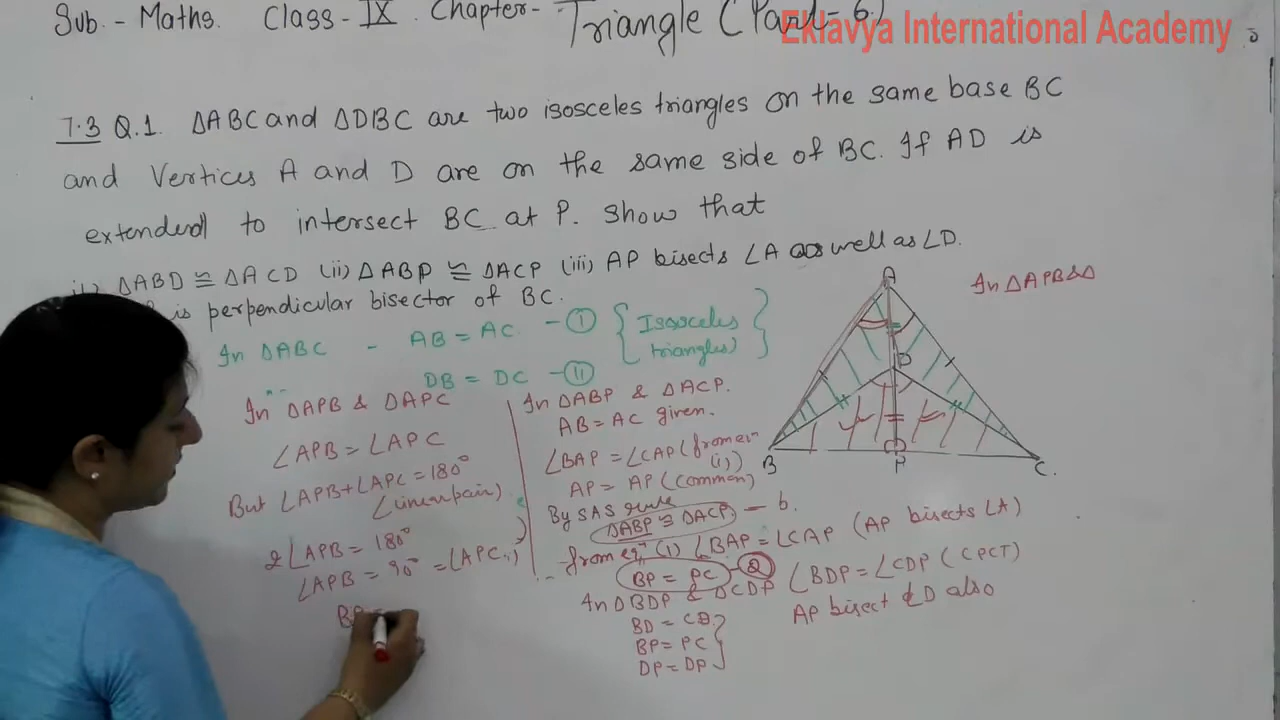 Sub. - Maths. Class - IX. Chapter - Triangle (Part - 6)
Eklavya International Academy
7.3 Q.1. ΔABC and ΔDBC are two isosceles triangles on the same base BC
and Vertices A and D are on the same side of BC. If AD is
extended to intersect BC at P. Show that
ΔABD ≅ ΔACD (ii) ΔABP ≅ ΔACP (iii) AP bisects ∠A as well as ∠D.
is perpendicular bisector of BC.
In ΔABC - AB = AC - (I) { Isosceles
triangles) }
DB = DC - (II)
In ΔAPB & ΔAPC
∠APB = ∠APC
But ∠APB + ∠APC = 180°
(linear pair)
2∠APB = 180°
∠APB = 90° = ∠APC
In ΔABP & ΔACP.
AB = AC given.
∠BAP = ∠CAP (from eqn
(i))
AP = AP (common)
By SAS rule
ΔABP ≅ ΔACP - 6.
from eqn (1) ∠BAP = ∠CAP (AP bisects ∠A)
BP = PC - (2) ∠BDP = ∠CDP (CPCT)
In ΔBDP & ΔCDP AP bisect ∠D also
BD = CD
BP = PC
DP = DP
In ΔAPB & Δ
A
D
B
P
C.